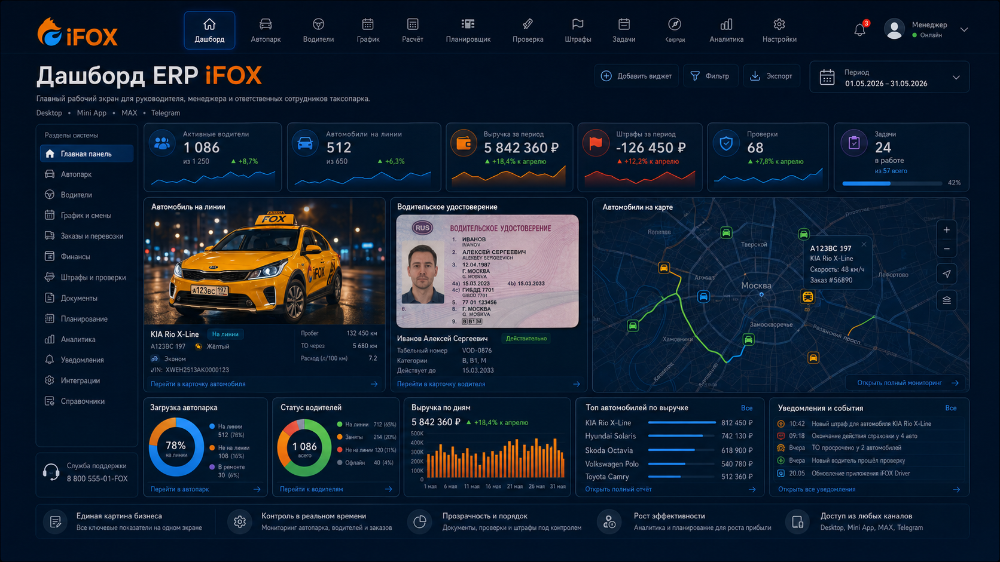 iFOX
Дашборд
Автопарк
Водители
График
Расчёт
Планировщик
Проверка
Штрафы
Задачи
Аналитика
Настройки
3
Менеджер
Онлайн
Дашборд ERP iFOX
Главный рабочий экран для руководителя, менеджера и ответственных сотрудников таксопарка.
Desktop • Mini App • MAX • Telegram
Добавить виджет
Фильтр
Экспорт
Период
01.05.2026 – 31.05.2026
Разделы системы
Главная панель
Автопарк
Водители
График и смены
Заказы и перевозки
Финансы
Штрафы и проверки
Документы
Планирование
Аналитика
Уведомления
Интеграции
Справочники
Служба поддержки
8 800 555-01-FOX
Активные водители
1 086
из 1 250 ▲ +8,7%
Автомобили на линии
512
из 650 ▲ +6,3%
Выручка за период
5 842 360 ₽
▲ +18,4% к апрелю
Штрафы за период
-126 450 ₽
▲ +12,2% к апрелю
Проверки
68
▲ +7,8% к апрелю
Задачи
24
в работе
из 57 всего
42%
Автомобиль на линии
FOX
iFOX
А123ВС 197
KIA Rio X-Line
На линии
А123ВС 197
Жёлтый
Эконом
VIN: XWEH2513AK0000123
Пробег 132 450 км
ТО через 5 680 км
Расход (л/100 км) 7.2
Перейти в карточку автомобиля →
Водительское удостоверение
RUS
ВОДИТЕЛЬСКОЕ УДОСТОВЕРЕНИЕ
1. ИВАНОВ
IVANOV
2. АЛЕКСЕЙ СЕРГЕЕВИЧ
3. 12.04.1987
Г. МОСКВА
4a) 15.03.2023 4b) 15.03.2033
4c) ГИБДД 7701
5. 77 01 123456
8. Г. МОСКВА
9. B B1 M
Иванов Алексей Сергеевич
Действительно
Табельный номер VOD-0876
Категории B, B1, M
Действует до 15.03.2033
Перейти в карточку водителя →
Автомобили на карте
Тверской
Арбат
Москва
Лефортово
Замоскворечье
Хамовники
Рязанский просп.
А123ВС 197
KIA Rio X-Line
Скорость: 48 км/ч
Заказ #56890
+
−
Открыть полный мониторинг →
Загрузка автопарка
78%
на линии
На линии
512 (78%)
Не на линии
108 (16%)
В ремонте
30 (6%)
Перейти в автопарк →
Статус водителей
1 086
всего
На линии 712 (65%)
Заняты 214 (20%)
Не на линии 120 (11%)
Офлайн 40 (4%)
Перейти к водителям →
Выручка по дням
5 842 360 ₽ ▲ +18,4% к апрелю
500K
400K
300K
200K
100K
0
1 мая 6 мая 11 мая 16 мая 21 мая 26 мая 31 мая
Топ автомобилей по выручке
Все
KIA Rio X-Line 812 450 ₽
Hyundai Solaris 742 130 ₽
Skoda Octavia 618 900 ₽
Volkswagen Polo 540 780 ₽
Toyota Camry 512 360 ₽
Открыть полный отчёт →
Уведомления и события
Все
10:42 Новый штраф для автомобиля KIA Rio X-Line
09:18 Окончание действия страховки у 4 авто
Вчера ТО просрочено у 2 автомобилей
Вчера Новый водитель прошёл проверку
20.05 Обновление приложения iFOX Driver
Открыть все уведомления →
Единая картина бизнеса
Все ключевые показатели на одном экране
Контроль в реальном времени
Мониторинг автопарка, водителей и заказов
Прозрачность и порядок
Документы, проверки и штрафы под контролем
Рост эффективности
Аналитика и планирование для роста прибыли
Доступ из любых каналов
Desktop, Mini App, MAX, Telegram